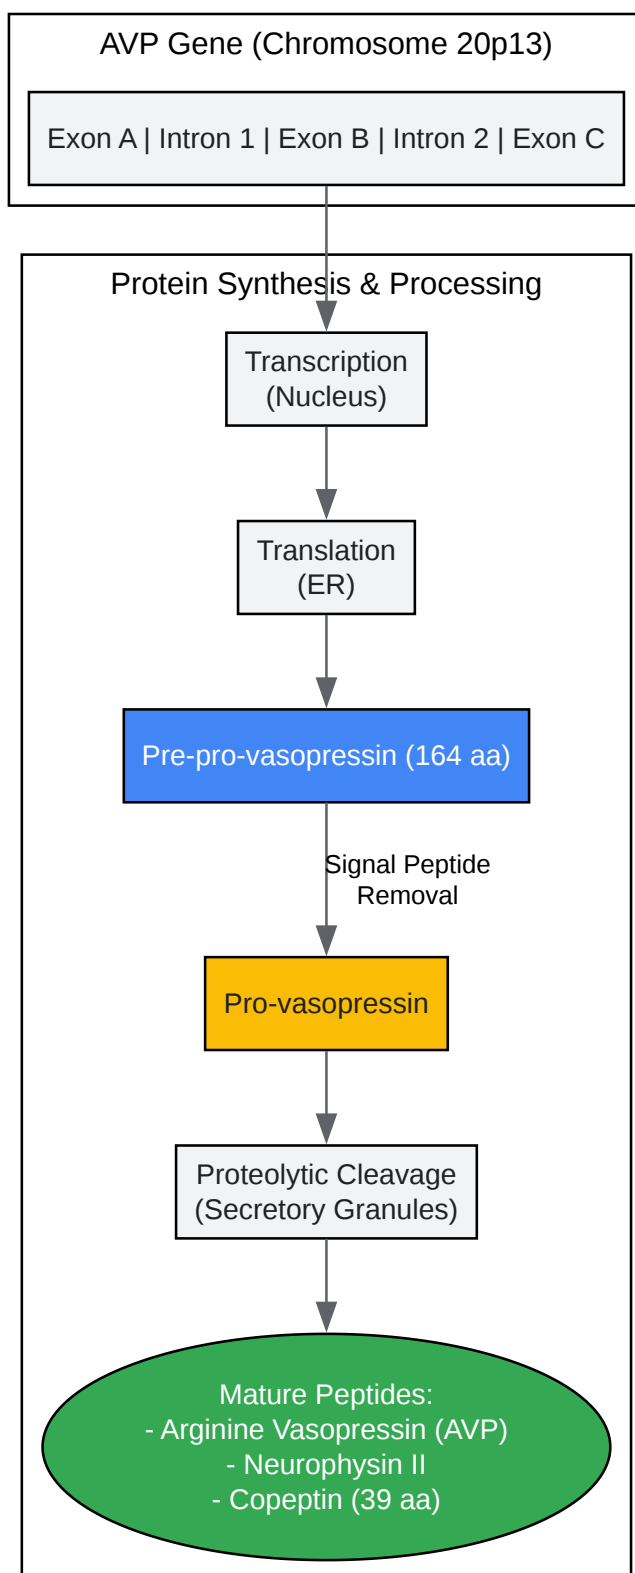 AVP Gene (Chromosome 20p13)
Exon A | Intron 1 | Exon B | Intron 2 | Exon C
Protein Synthesis & Processing
Transcription
(Nucleus)
Translation
(ER)
Pre-pro-vasopressin (164 aa)
Signal Peptide
Removal
Pro-vasopressin
Proteolytic Cleavage
(Secretory Granules)
Mature Peptides:
- Arginine Vasopressin (AVP)
- Neurophysin II
- Copeptin (39 aa)